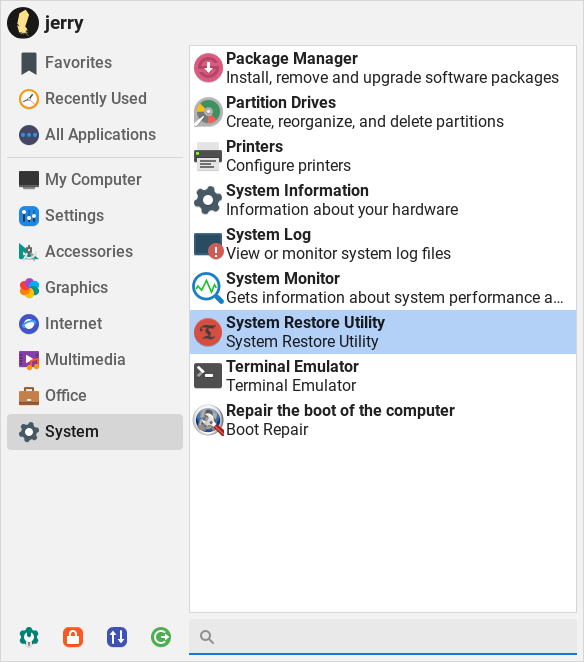 jerry
Favorites
Recently Used
All Applications
My Computer
Settings
Accessories
Graphics
Internet
Multimedia
Office
System
Package Manager
Install, remove and upgrade software packages
Partition Drives
Create, reorganize, and delete partitions
Printers
Configure printers
System Information
Information about your hardware
System Log
View or monitor system log files
System Monitor
Gets information about system performance a...
System Restore Utility
System Restore Utility
Terminal Emulator
Terminal Emulator
Repair the boot of the computer
Boot Repair